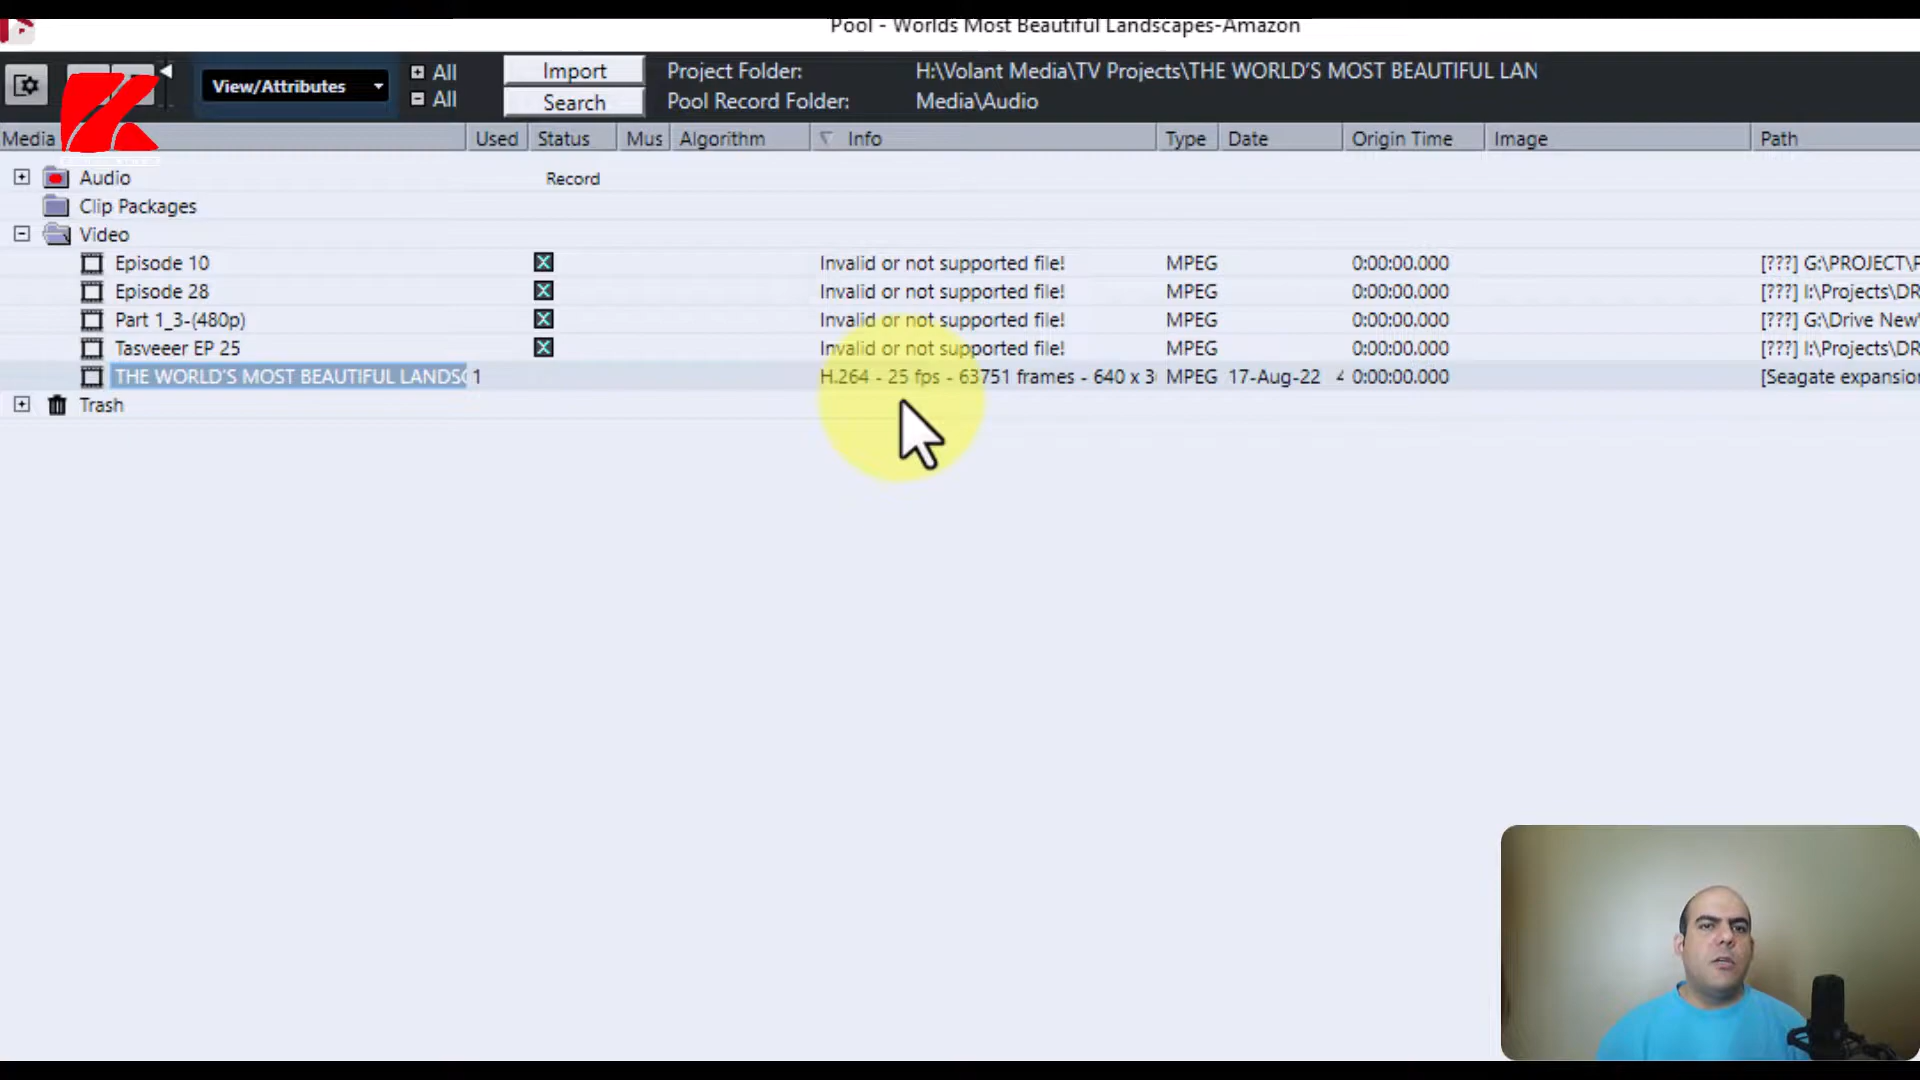 Pool - Worlds Most Beautiful Landscapes-Amazon
View/Attributes
All
All
Import
Search
Project Folder: H:\Volant Media\TV Projects\THE WORLD'S MOST BEAUTIFUL LAN
Pool Record Folder: Media\Audio
Media Used Status Mus Algorithm Info Type Date Origin Time Image Path
Audio Record
Clip Packages
Video
Episode 10 Invalid or not supported file! MPEG 0:00:00.000 [???] G:\PROJECT\F
Episode 28 Invalid or not supported file! MPEG 0:00:00.000 [???] I:\Projects\DR
Part 1_3-(480p) Invalid or not supported file! MPEG 0:00:00.000 [???] G:\Drive New\
Tasveeer EP 25 Invalid or not supported file! MPEG 0:00:00.000 [???] I:\Projects\DR
THE WORLD'S MOST BEAUTIFUL LANDSC 1 H.264 - 25 fps - 63751 frames - 640 x 3 MPEG 17-Aug-22 4 0:00:00.000 [Seagate expansion
Trash